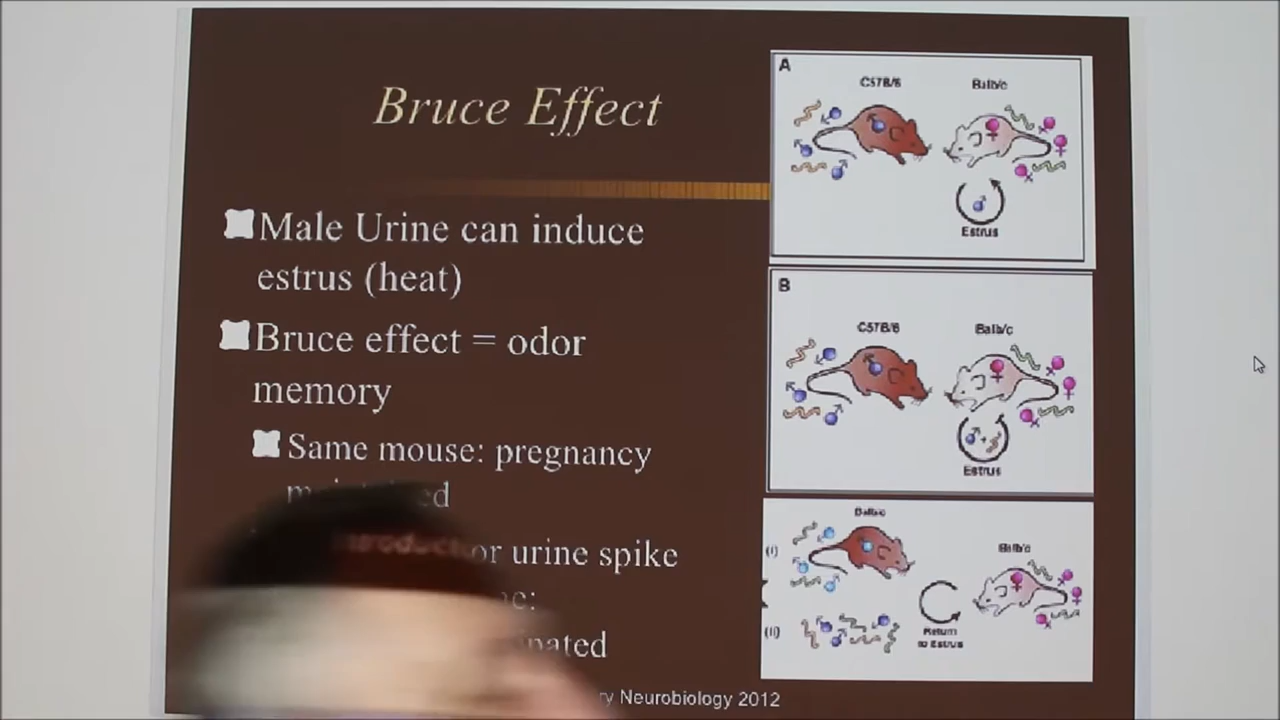 Bruce Effect
Male Urine can induce
estrus (heat)
Bruce effect = odor
memory
Same mouse: pregnancy
or urine spike
Neurobiology 2012
A
C57B/6
Balb/c
Estrus
B
C57B/6
Balb/c
Estrus
Balb/c
(i)
Balb/c
(ii)
Return
to Estrus